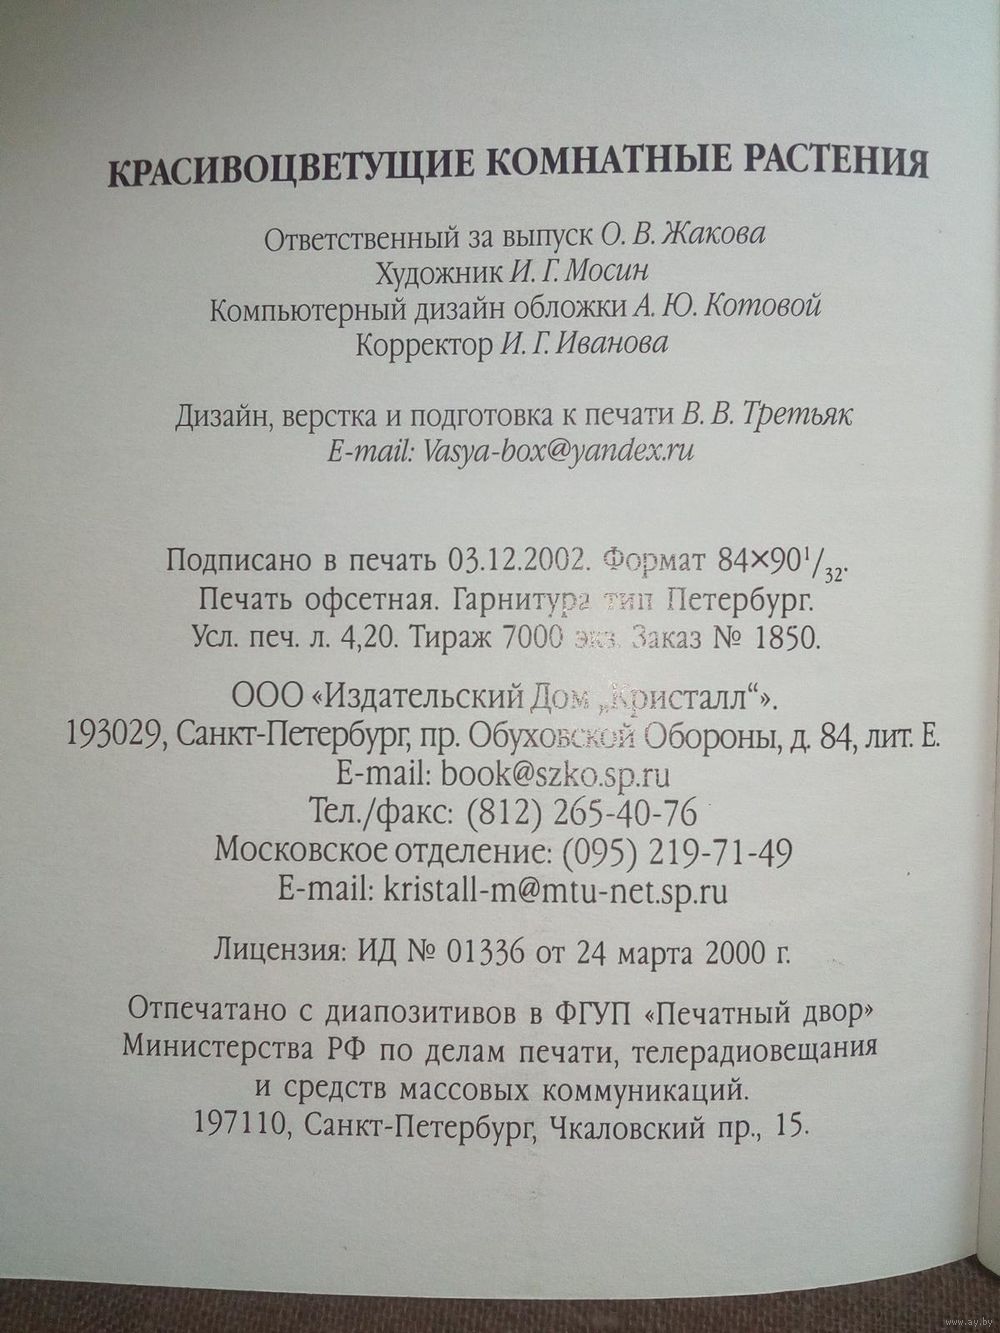 КРАСИВОЦВЕТУЩИЕ КОМНАТНЫЕ РАСТЕНИЯ
Ответственный за выпуск О. В. Жакова
Художник И. Г. Мосин
Компьютерный дизайн обложки А. Ю. Котовой
Корректор И. Г. Иванова
Дизайн, верстка и подготовка к печати В. В. Третьяк
E-mail: Vasya-box@yandex.ru
Подписано в печать 03.12.2002. Формат 84×90¹/₃₂.
Печать офсетная. Гарнитура тип Петербург.
Усл. печ. л. 4,20. Тираж 7000 экз. Заказ № 1850.
ООО «Издательский Дом „Кристалл“».
193029, Санкт-Петербург, пр. Обуховской Обороны, д. 84, лит. Е.
E-mail: book@szko.sp.ru
Тел./факс: (812) 265-40-76
Московское отделение: (095) 219-71-49
E-mail: kristall-m@mtu-net.sp.ru
Лицензия: ИД № 01336 от 24 марта 2000 г.
Отпечатано с диапозитивов в ФГУП «Печатный двор»
Министерства РФ по делам печати, телерадиовещания
и средств массовых коммуникаций.
197110, Санкт-Петербург, Чкаловский пр., 15.
www.ay.by